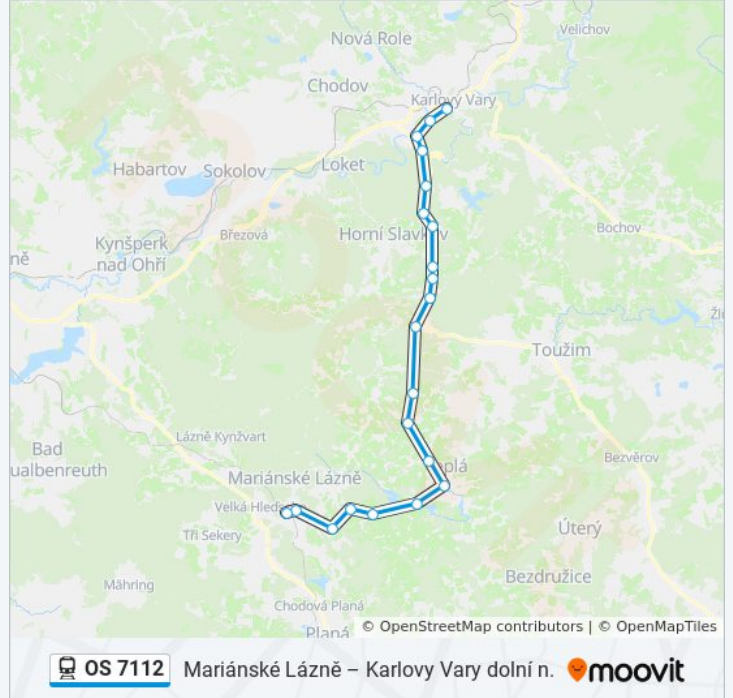 Nová Role
Velichov
Chodov
Karlovy Vary
Habartov
Sokolov
Loket
Kynšperk
nad Ohří
Březová
Horní Slavkov
Bochov
ně
Toužim
Bad
ualbenreuth
Lázně Kynžvart
Bezvěrov
Mariánské Lázně
eplá
Velká Hleď
Tři Sekery
Úterý
Bezdružice
Mähring
Chodová Planá
Planá
© OpenStreetMap contributors | © OpenMapTiles
OS 7112 Mariánské Lázně – Karlovy Vary dolní n. moovit